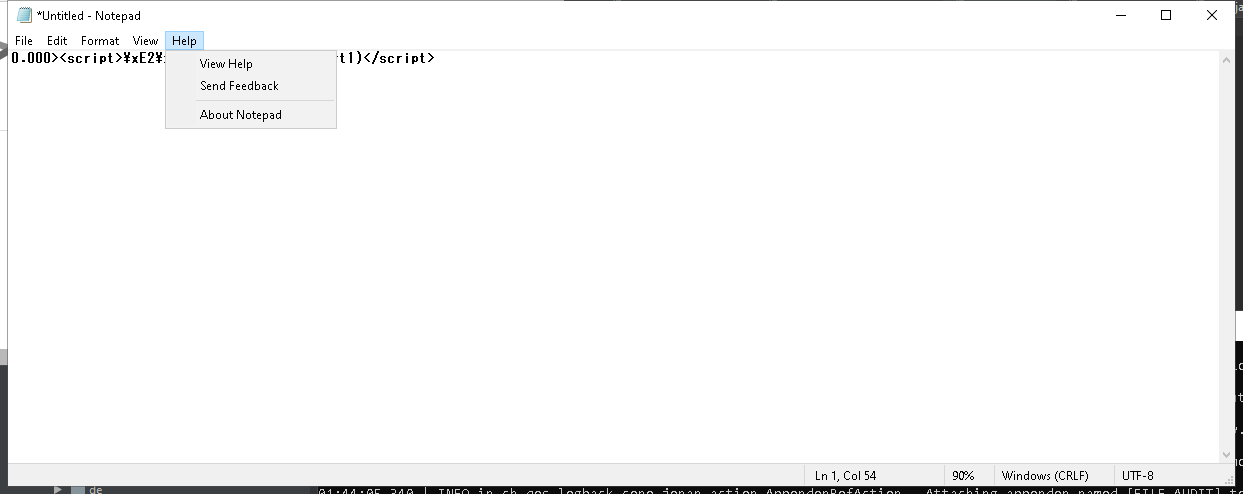 *Untitled - Notepad
File Edit Format View Help
0.000><script>\xE2\ rt1)</script>
View Help
Send Feedback
About Notepad
Ln 1, Col 54 90% Windows (CRLF) UTF-8
de
01:44:05,340 | INFO in ch.qos.logback.core.joran.action.AppenderRefAction - Attaching appender named [FILE_AUDIT] t